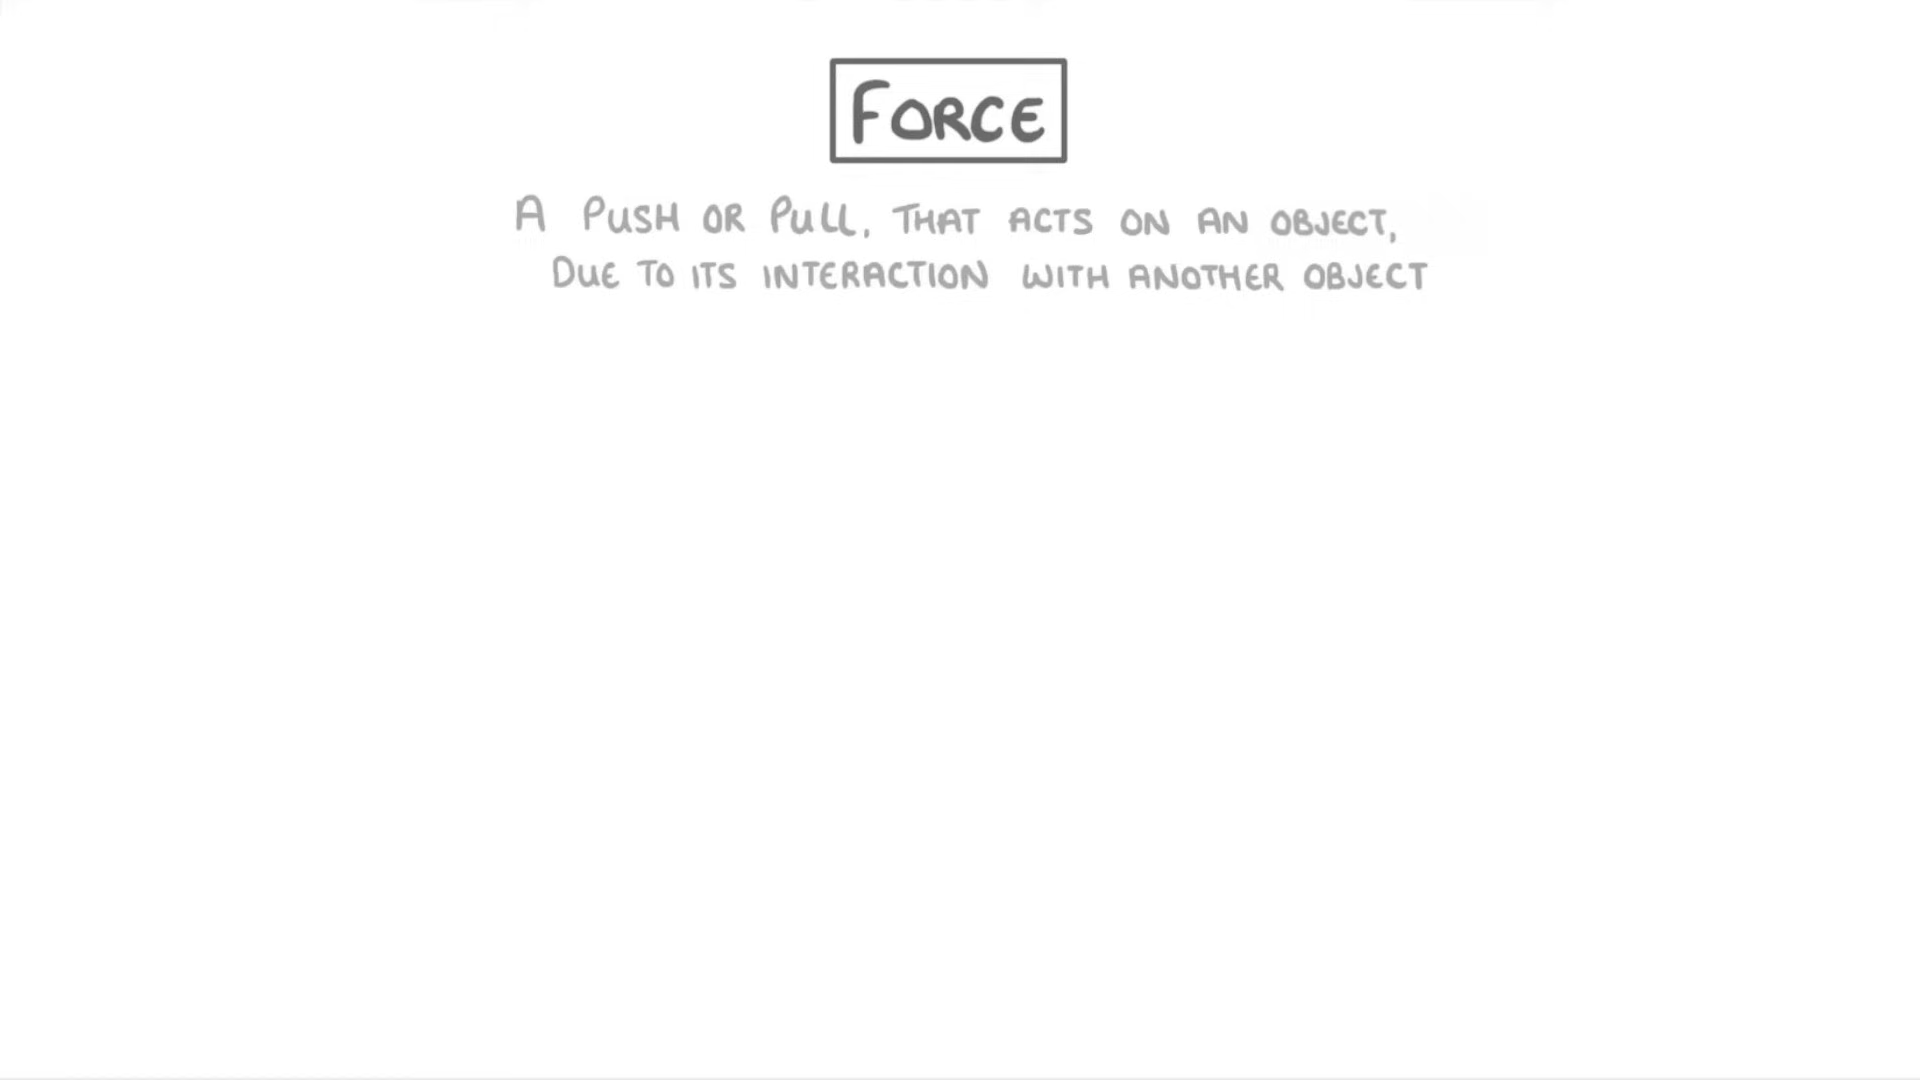 FORCE
A PUSH OR PULL, THAT ACTS ON AN OBJECT,
DUE TO ITS INTERACTION WITH ANOTHER OBJECT